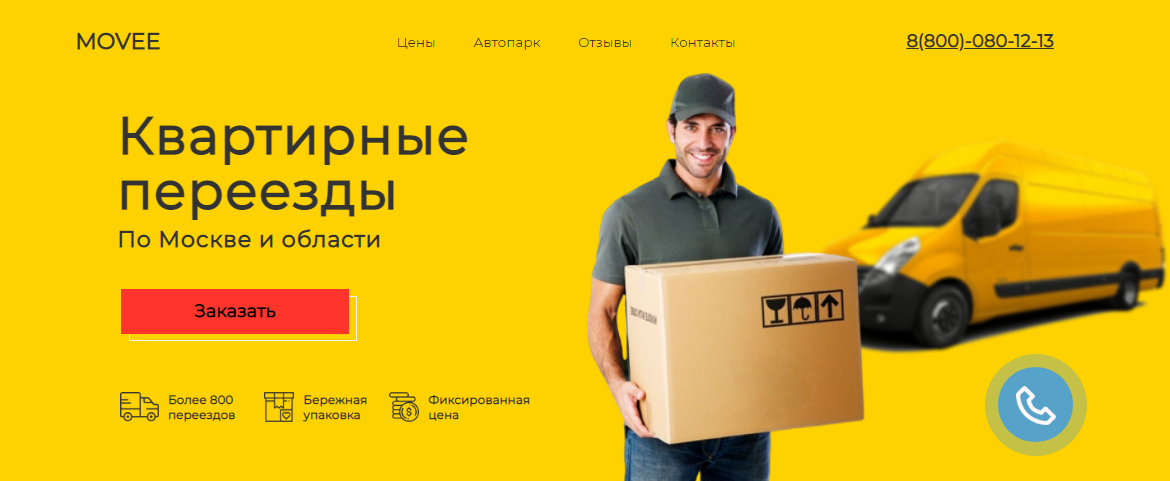 MOVEE
Цены Автопарк Отзывы Контакты
8(800)-080-12-13
Квартирные
переезды
По Москве и области
Заказать
Более 800
переездов
Бережная
упаковка
Фиксированная
цена